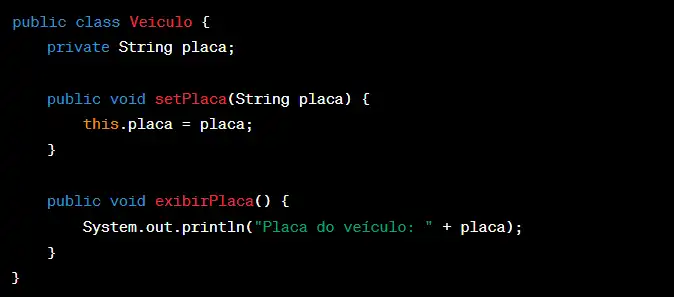 public class Veiculo {
    private String placa;

    public void setPlaca(String placa) {
        this.placa = placa;
    }

    public void exibirPlaca() {
        System.out.println("Placa do veículo: " + placa);
    }
}